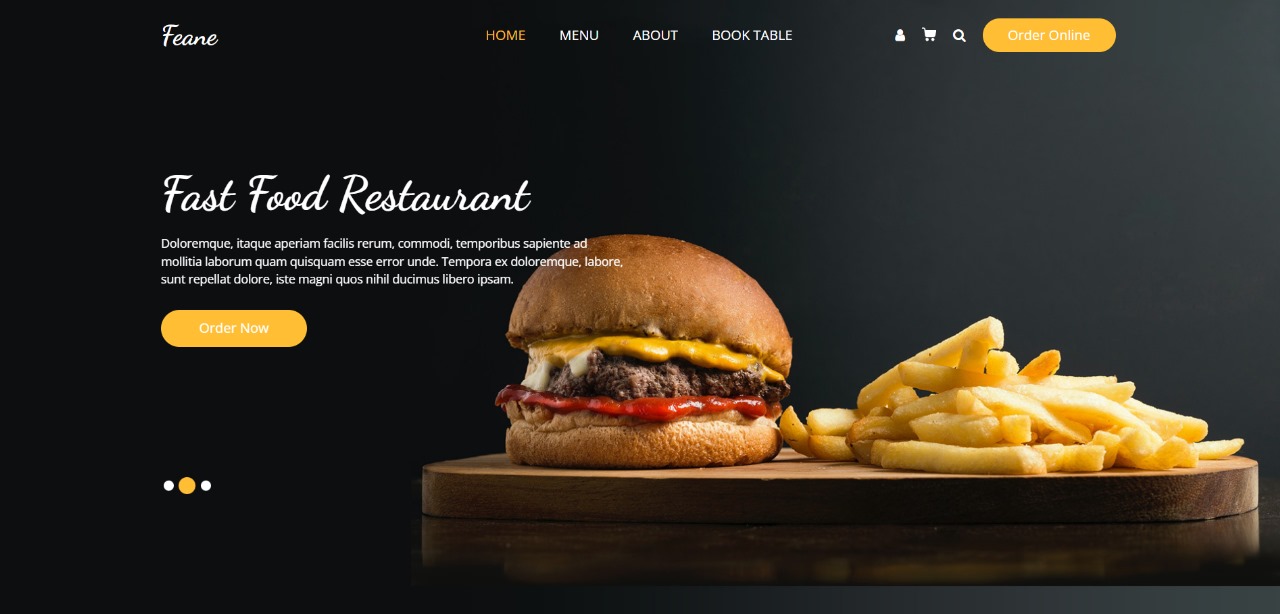 Feane
HOME
MENU
ABOUT
BOOK TABLE
Order Online
Fast Food Restaurant
Doloremque, itaque aperiam facilis rerum, commodi, temporibus sapiente ad
mollitia laborum quam quisquam esse error unde. Tempora ex doloremque, labore,
sunt repellat dolore, iste magni quos nihil ducimus libero ipsam.
Order Now